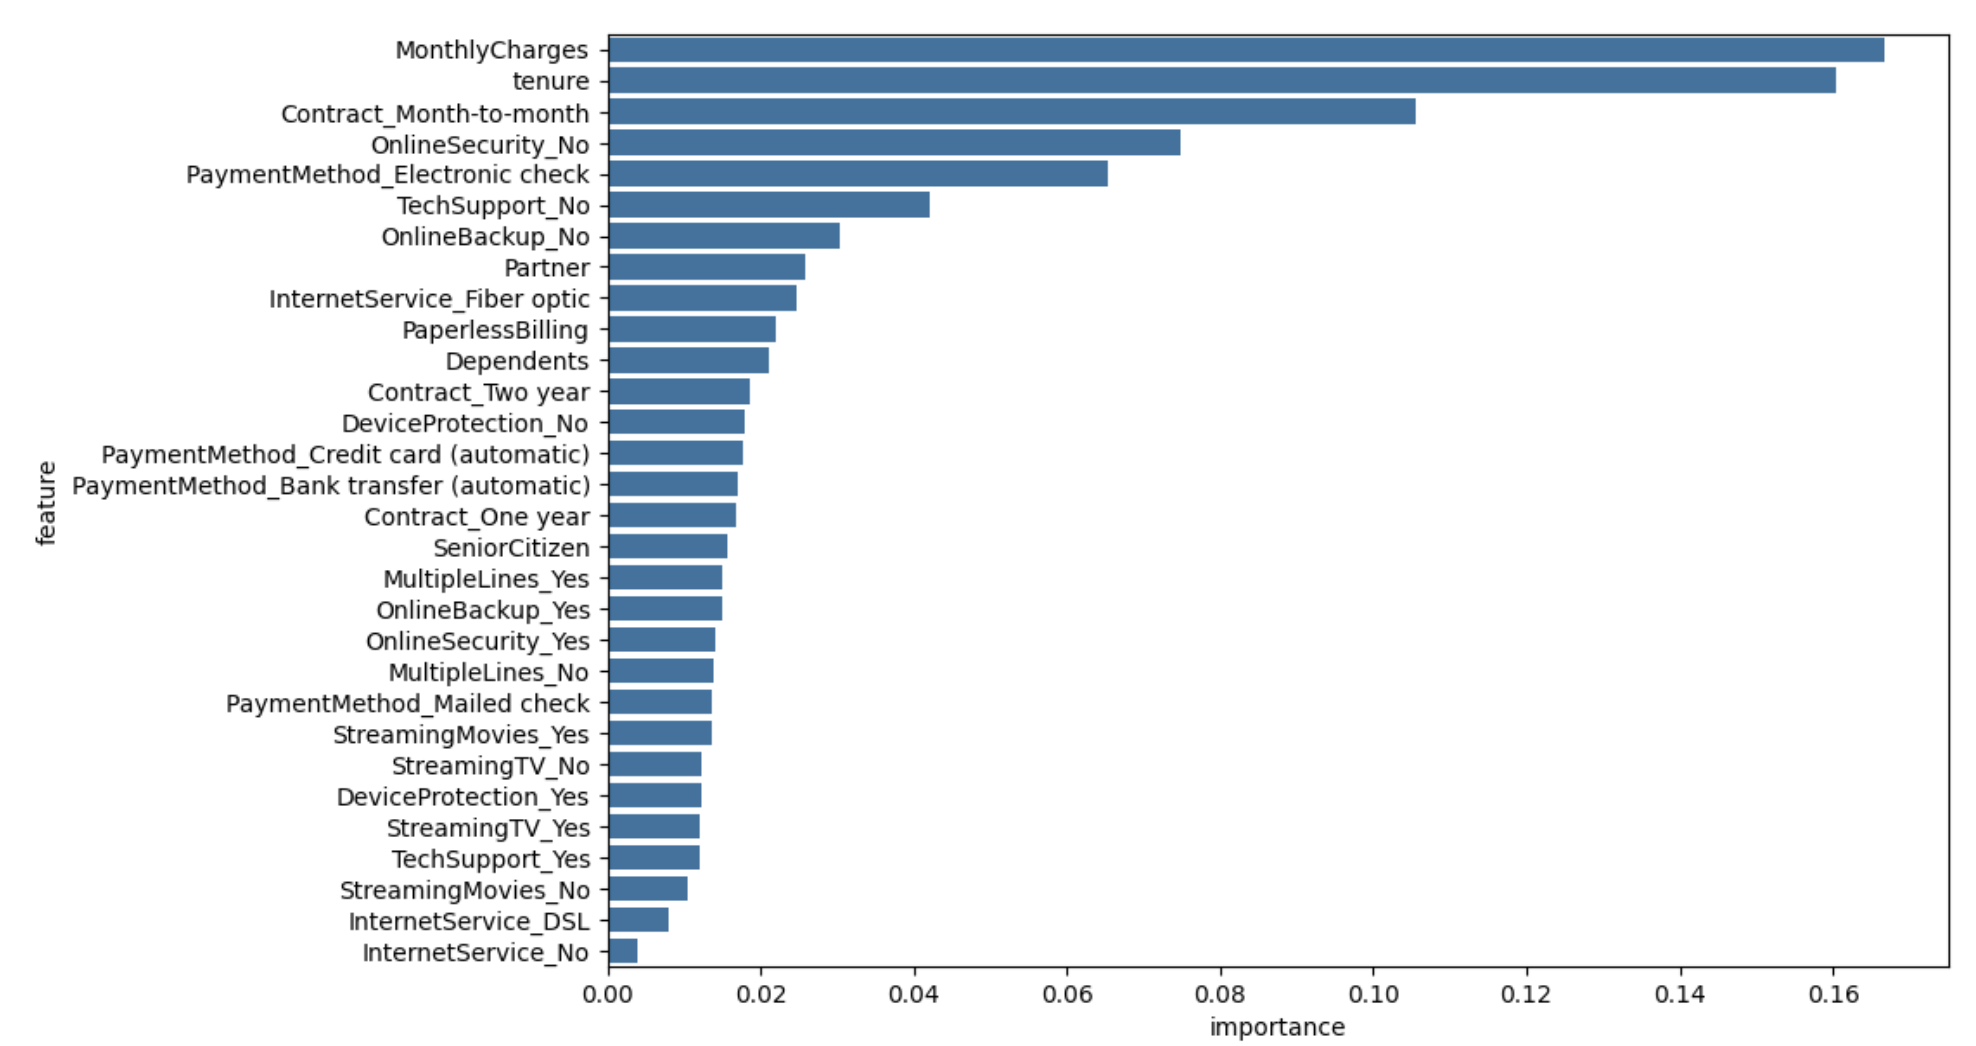 MonthlyCharges
tenure
Contract_Month-to-month
OnlineSecurity_No
PaymentMethod_Electronic check
TechSupport_No
OnlineBackup_No
Partner
InternetService_Fiber optic
PaperlessBilling
Dependents
Contract_Two year
DeviceProtection_No
PaymentMethod_Credit card (automatic)
PaymentMethod_Bank transfer (automatic)
Contract_One year
SeniorCitizen
MultipleLines_Yes
OnlineBackup_Yes
OnlineSecurity_Yes
MultipleLines_No
PaymentMethod_Mailed check
StreamingMovies_Yes
StreamingTV_No
DeviceProtection_Yes
StreamingTV_Yes
TechSupport_Yes
StreamingMovies_No
InternetService_DSL
InternetService_No
feature
0.00 0.02 0.04 0.06 0.08 0.10 0.12 0.14 0.16
importance